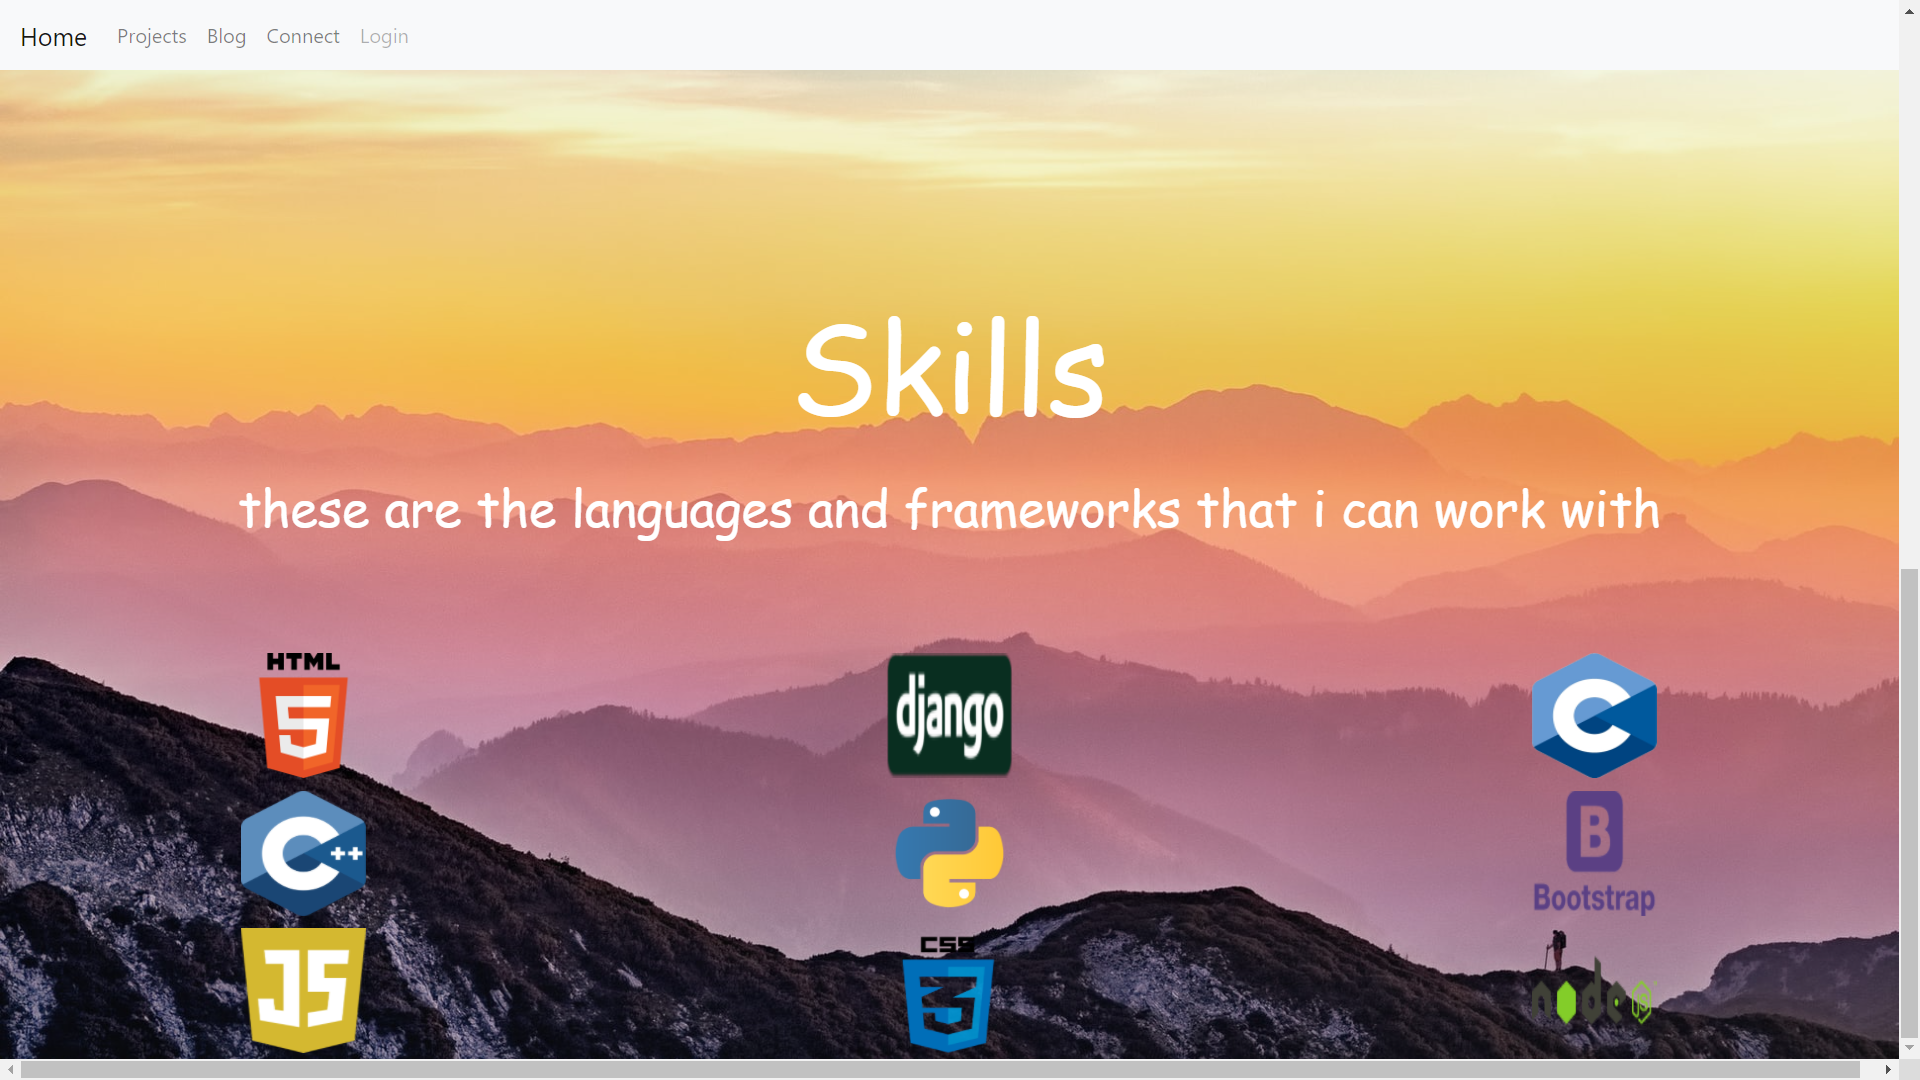 Home Projects Blog Connect Login
Skills
these are the languages and frameworks that i can work with
HTML
5
django
C
C++
B
Bootstrap
JS
CSS
3
node
JS